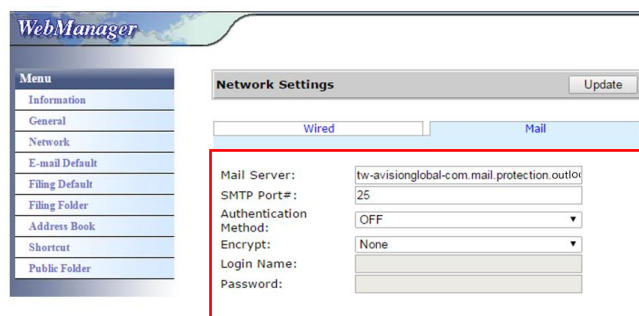 WebManager
Menu
Information
General
Network
E-mail Default
Filing Default
Filing Folder
Address Book
Shortcut
Public Folder
Network Settings
Update
Wired
Mail
Mail Server: tw-avisionglobal-com.mail.protection.outloo
SMTP Port#: 25
Authentication
Method: OFF
Encrypt: None
Login Name:
Password: